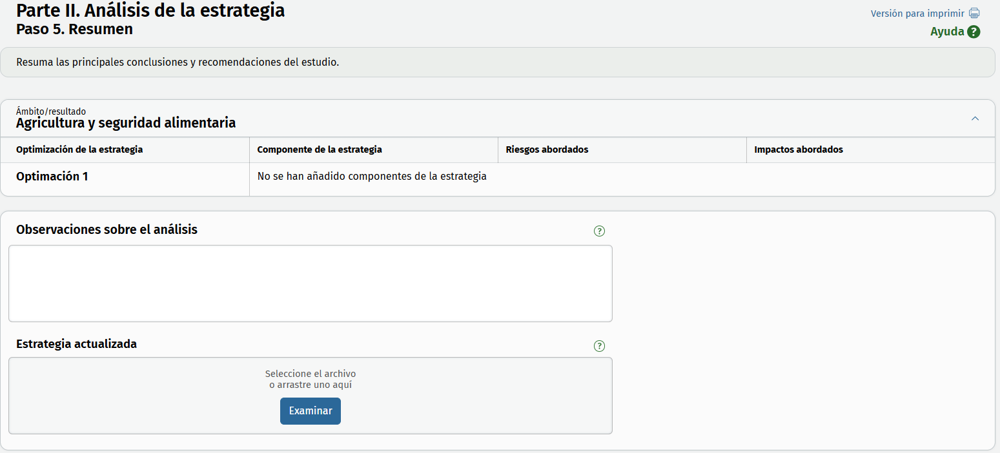 Parte II. Análisis de la estrategia
Paso 5. Resumen
Versión para imprimir
Ayuda ?
Resuma las principales conclusiones y recomendaciones del estudio.
Ámbito/resultado
Agricultura y seguridad alimentaria
Optimización de la estrategia
Componente de la estrategia
Riesgos abordados
Impactos abordados
Optimación 1
No se han añadido componentes de la estrategia
Observaciones sobre el análisis
?
Estrategia actualizada
?
Seleccione el archivo
o arrastre uno aquí
Examinar